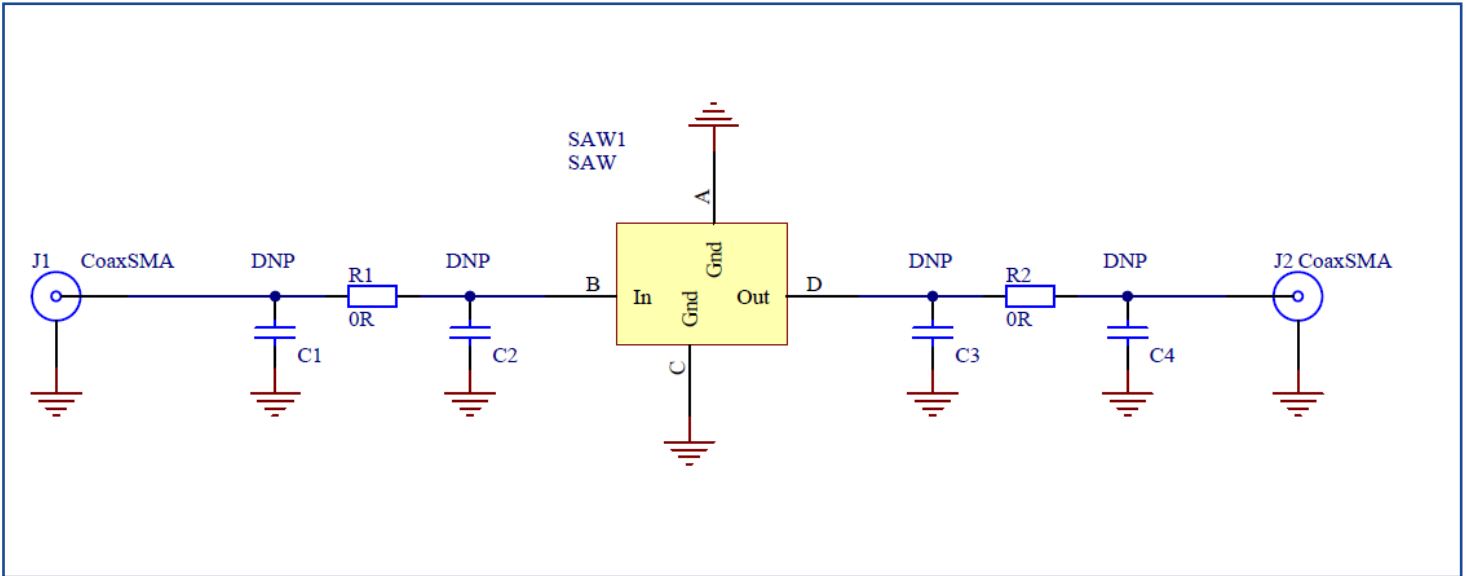 SAW1
SAW
A
J1 CoaxSMA
DNP
R1
0R
C1
DNP
C2
B
In
Gnd
Gnd
Out
D
C
DNP
R2
0R
C3
DNP
C4
J2 CoaxSMA